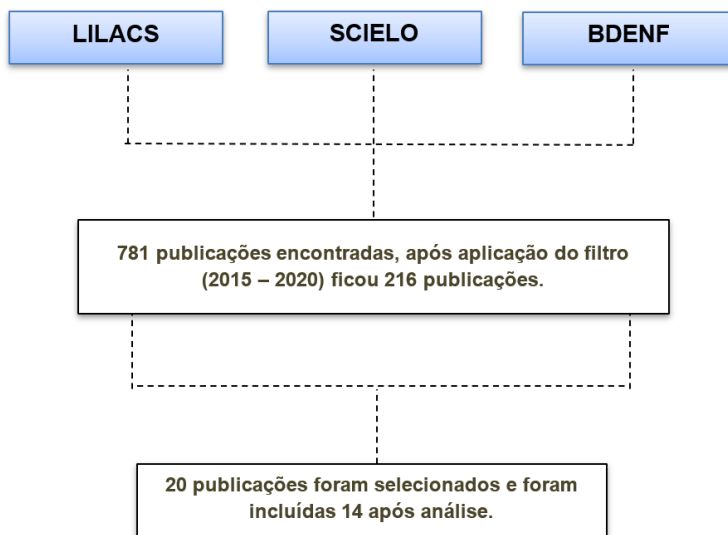 LILACS
SCIELO
BDENF
781 publicações encontradas, após aplicação do filtro
(2015 – 2020) ficou 216 publicações.
20 publicações foram selecionados e foram
incluídas 14 após análise.